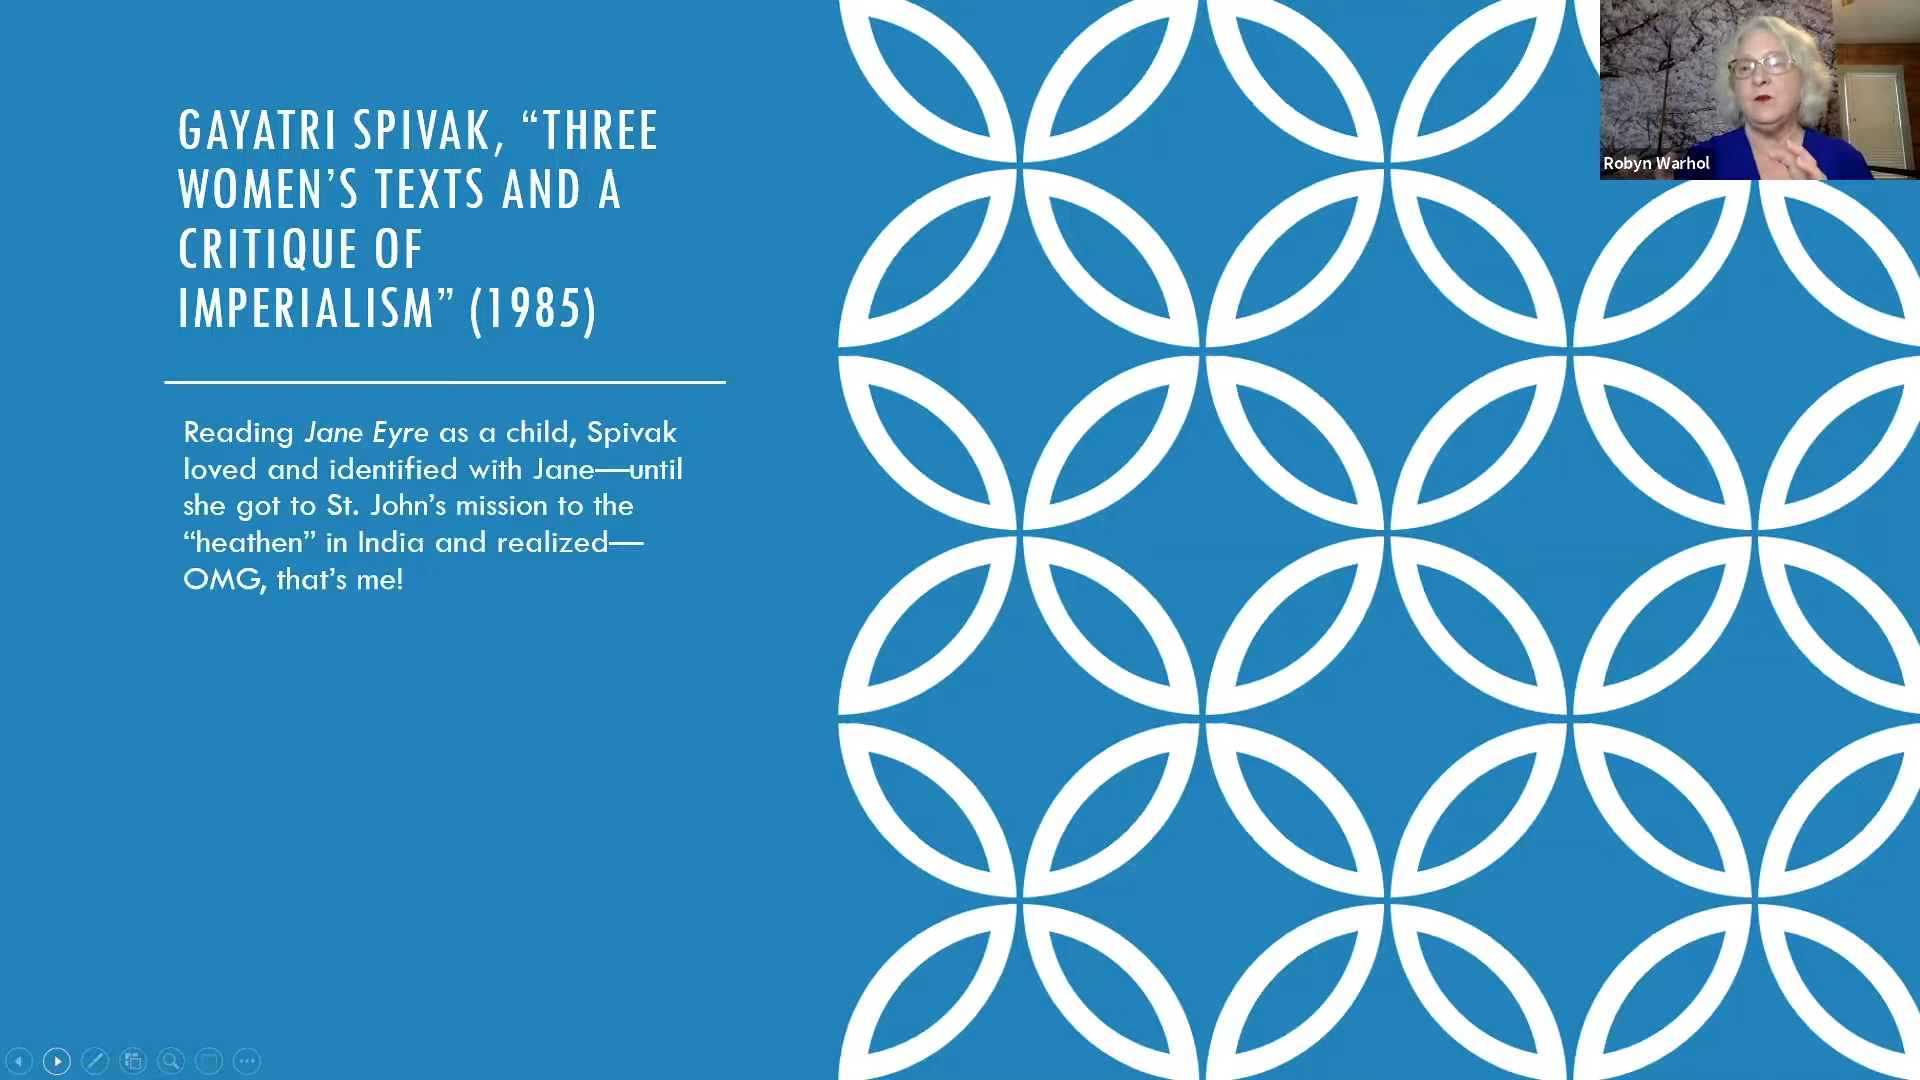 GAYATRI SPIVAK, “THREE
WOMEN’S TEXTS AND A
CRITIQUE OF
IMPERIALISM” (1985)
Reading Jane Eyre as a child, Spivak
loved and identified with Jane—until
she got to St. John’s mission to the
“heathen” in India and realized—
OMG, that’s me!
Robyn Warhol